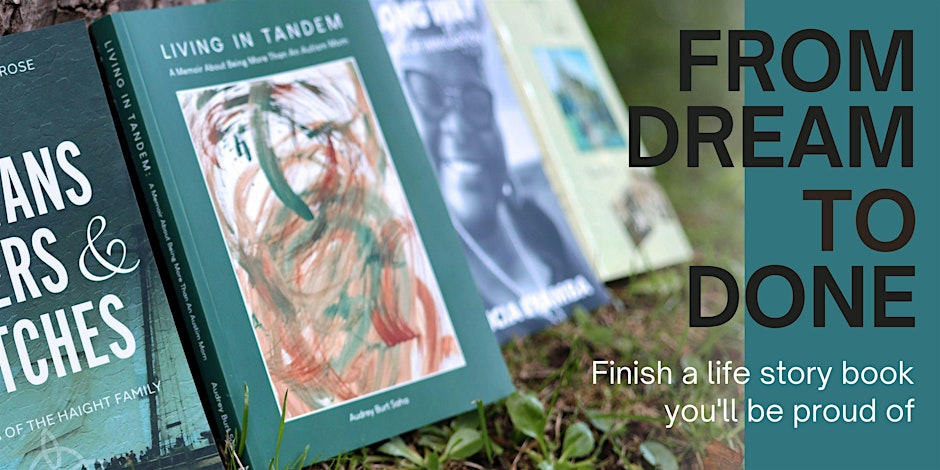 ROSE
ANS
ERS &
TCHES
OF THE HAIGHT FAMILY
LIVING IN TANDEM: A Memoir About Being More Than An Autism Mom
LIVING IN TANDEM
A Memoir About Being More Than An Autism Mom
Audrey Burt Saho
FROM
DREAM
TO
DONE
Finish a life story book
you'll be proud of